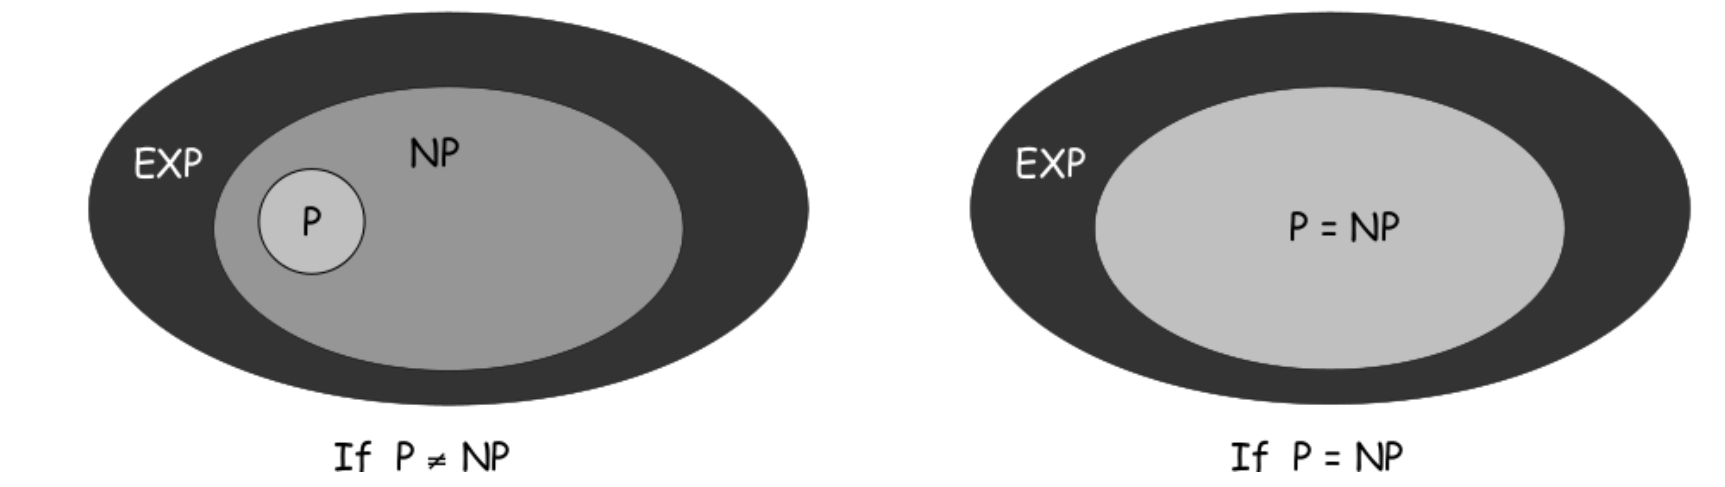 NP
EXP
P
If P ≠ NP
EXP
P = NP
If P = NP